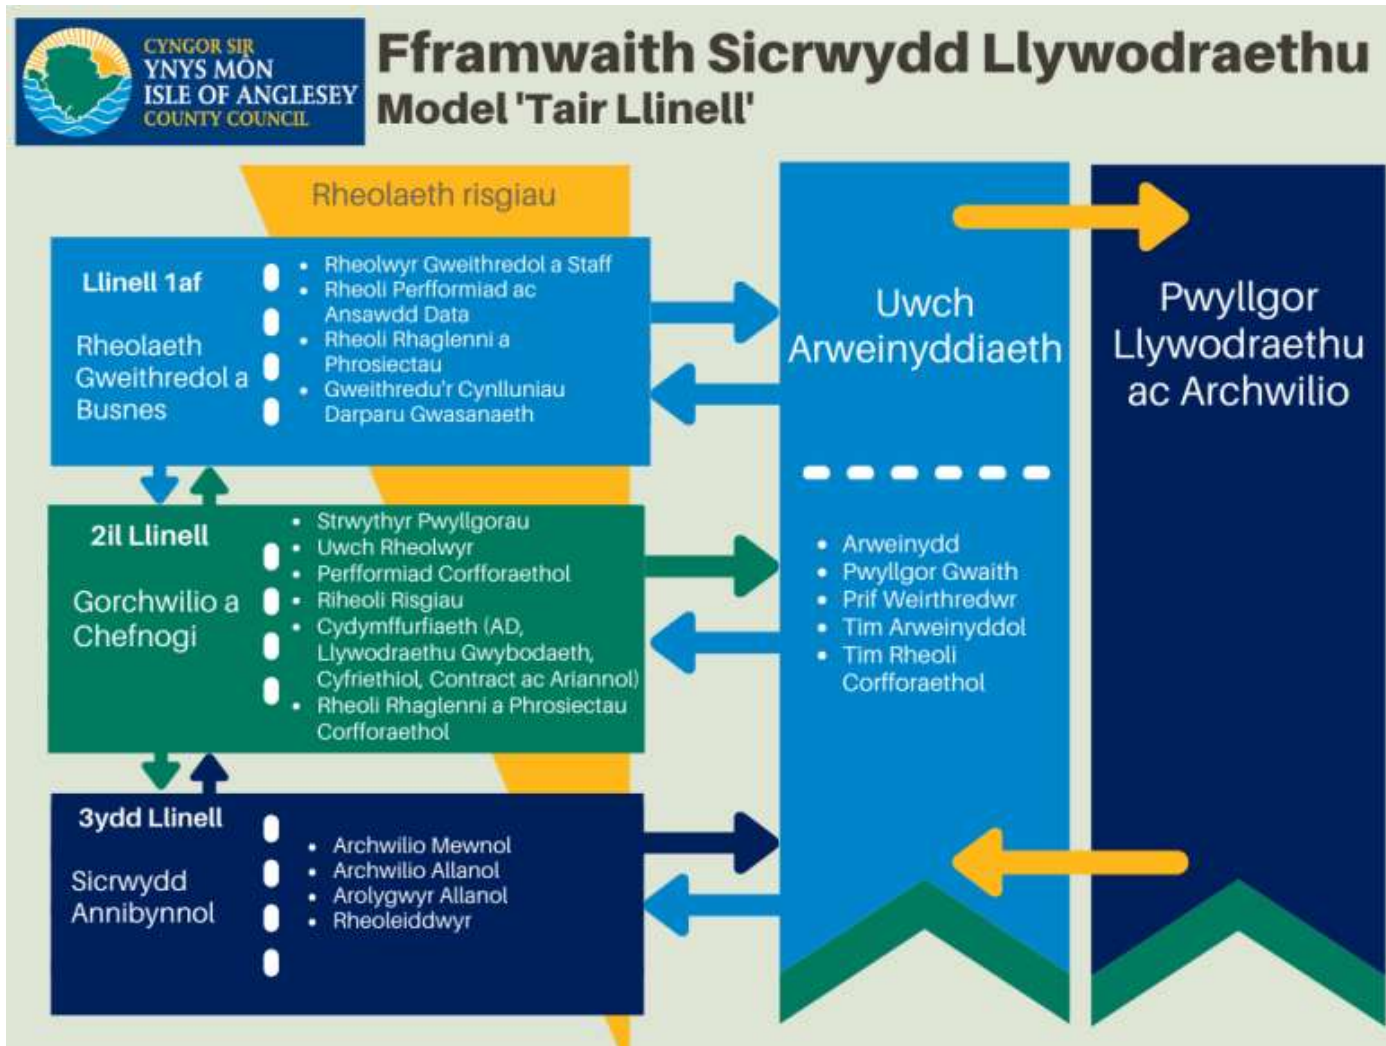 CYNGOR SIR
YNYS MÔN
ISLE OF ANGLESEY
COUNTY COUNCIL
Fframwaith Sicrwydd Llywodraethu
Model 'Tair Llinell'
Rheolaeth risgiau
Llinell 1af
Rheolaeth
Gweithredol a
Busnes
Rheolwyr Gweithredol a Staff
Rheoli Perfformiad ac
Ansawdd Data
Rheoli Rhaglenni a
Phrosiectau
Gweithredu'r Cynlluniau
Darparu Gwasanaeth
2il Llinell
Gorchwilio a
Chefnogi
Strwythyr Pwyllgorau
Uwch Rheolwyr
Perfformiad Corfforaethol
Riheoli Risgiau
Cydymffurfiaeth (AD,
Llywodraethu Gwybodaeth,
Cyfriethiol, Contract ac Ariannol)
Rheoli Rhaglenni a Phrosiectau
Corfforaethol
3ydd Llinell
Sicrwydd
Annibynnol
Archwilio Mewnol
Archwilio Allanol
Arolygwyr Allanol
Rheoleiddwyr
Uwch
Arweinyddiaeth
Arweinydd
Pwyllgor Gwaith
Prif Weirthredwr
Tim Arweinyddol
Tim Rheoli
Corfforaethol
Pwyllgor
Llywodraethu
ac Archwilio